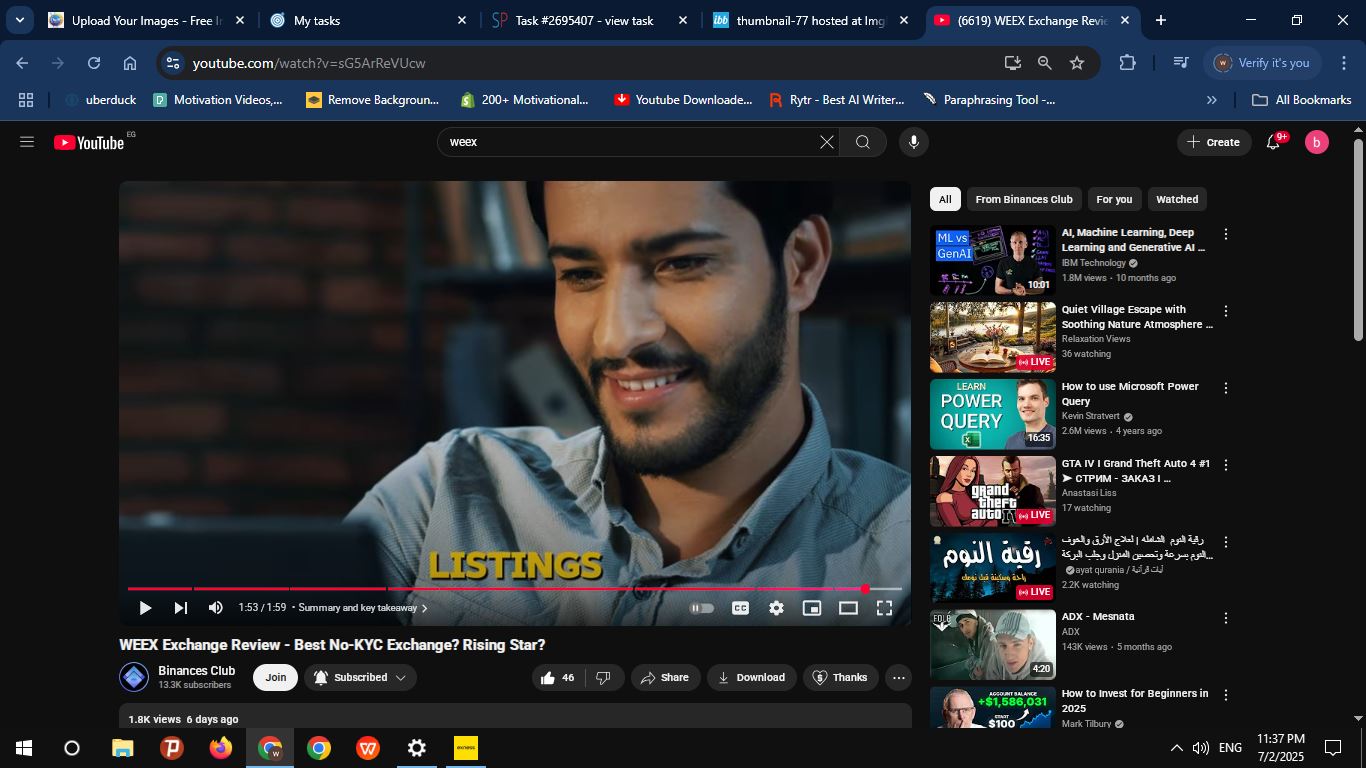 Upload Your Images - Free Ir
My tasks
Task #2695407 - view task
thumbnail-77 hosted at Img
(6619) WEEX Exchange Revie
youtube.com/watch?v=sG5ArReVUcw
Verify it's you
uberduck
Motivation Videos,...
Remove Backgroun...
200+ Motivational...
Youtube Downloade...
Rytr - Best AI Writer...
Paraphrasing Tool -...
All Bookmarks
YouTube EG
weex
Create
9+
b
All
From Binances Club
For you
Watched
ML vs
GenAI
10:01
AI, Machine Learning, Deep
Learning and Generative AI ...
IBM Technology
1.8M views • 10 months ago
LIVE
Quiet Village Escape with
Soothing Nature Atmosphere ...
Relaxation Views
36 watching
LEARN
POWER
QUERY
16:35
How to use Microsoft Power
Query
Kevin Stratvert
2.6M views • 4 years ago
grand
theft
auto IV
LIVE
GTA IV I Grand Theft Auto 4 #1
➤ СТРИМ - ЗАКАЗ I ...
Anastasi Liss
17 watching
رقية النوم
راحة وسكينة قبل نومك
LIVE
رقية النوم الشاملة | لعلاج الأرق والخوف
النوم بسرعة وتحصين المنزل وجلب البركة...
ayat qurania / آيات قرآنية
2.2K watching
4:20
ADX - Mesnata
ADX
143K views • 5 months ago
ACCOUNT BALANCE
+$1,586,031
START
$100
How to Invest for Beginners in
2025
Mark Tilbury
LISTINGS
1:53 / 1:59 • Summary and key takeaway
CC
WEEX Exchange Review - Best No-KYC Exchange? Rising Star?
Binances Club
13.3K subscribers
Join
Subscribed
46
Share
Download
Thanks
1.8K views 6 days ago
exness
ENG
11:37 PM
7/2/2025